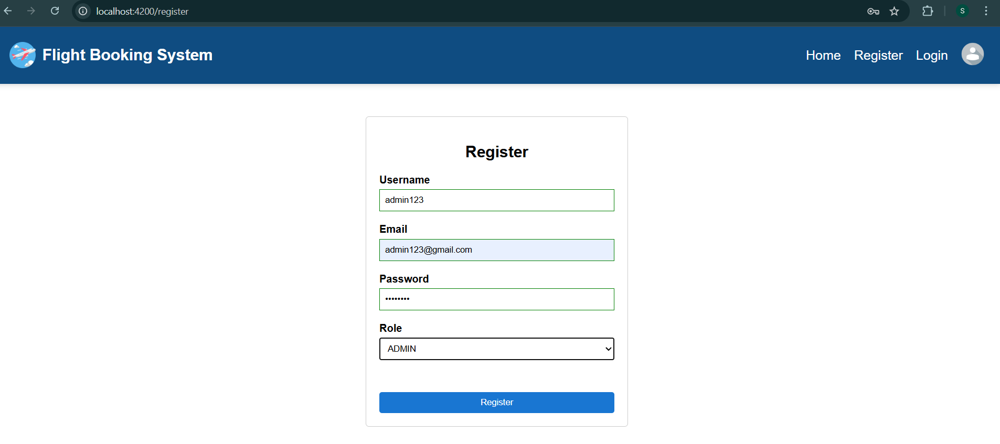 localhost:4200/register
S
Flight Booking System
Home Register Login
Register
Username
admin123
Email
admin123@gmail.com
Password
••••••••
Role
ADMIN
Register